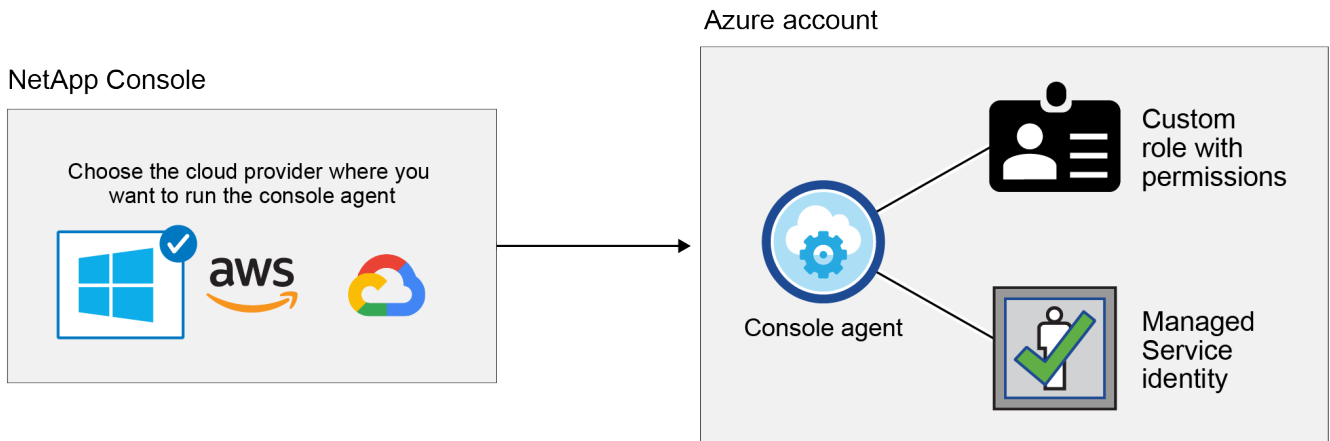 NetApp Console
Choose the cloud provider where you
want to run the console agent
aws
Azure account
Console agent
Custom
role with
permissions
Managed
Service
identity